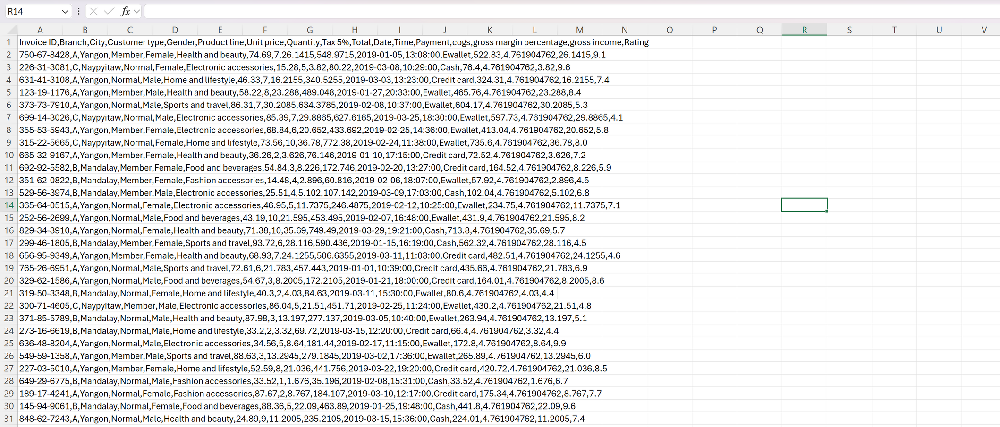 R14 fx
A B C D E F G H I J K L M N O P Q R S T U V
1 Invoice ID,Branch,City,Customer type,Gender,Product line,Unit price,Quantity,Tax 5%,Total,Date,Time,Payment,cogs,gross margin percentage,gross income,Rating
2 750-67-8428,A,Yangon,Member,Female,Health and beauty,74.69,7,26.1415,548.9715,2019-01-05,13:08:00,Ewallet,522.83,4.761904762,26.1415,9.1
3 226-31-3081,C,Naypyitaw,Normal,Female,Electronic accessories,15.28,5,3.82,80.22,2019-03-08,10:29:00,Cash,76.4,4.761904762,3.82,9.6
4 631-41-3108,A,Yangon,Normal,Male,Home and lifestyle,46.33,7,16.2155,340.5255,2019-03-03,13:23:00,Credit card,324.31,4.761904762,16.2155,7.4
5 123-19-1176,A,Yangon,Member,Male,Health and beauty,58.22,8,23.288,489.048,2019-01-27,20:33:00,Ewallet,465.76,4.761904762,23.288,8.4
6 373-73-7910,A,Yangon,Normal,Male,Sports and travel,86.31,7,30.2085,634.3785,2019-02-08,10:37:00,Ewallet,604.17,4.761904762,30.2085,5.3
7 699-14-3026,C,Naypyitaw,Normal,Male,Electronic accessories,85.39,7,29.8865,627.6165,2019-03-25,18:30:00,Ewallet,597.73,4.761904762,29.8865,4.1
8 355-53-5943,A,Yangon,Member,Female,Electronic accessories,68.84,6,20.652,433.692,2019-02-25,14:36:00,Ewallet,413.04,4.761904762,20.652,5.8
9 315-22-5665,C,Naypyitaw,Normal,Female,Home and lifestyle,73.56,10,36.78,772.38,2019-02-24,11:38:00,Ewallet,735.6,4.761904762,36.78,8.0
10 665-32-9167,A,Yangon,Member,Female,Health and beauty,36.26,2,3.626,76.146,2019-01-10,17:15:00,Credit card,72.52,4.761904762,3.626,7.2
11 692-92-5582,B,Mandalay,Member,Female,Food and beverages,54.84,3,8.226,172.746,2019-02-20,13:27:00,Credit card,164.52,4.761904762,8.226,5.9
12 351-62-0822,B,Mandalay,Member,Female,Fashion accessories,14.48,4,2.896,60.816,2019-02-06,18:07:00,Ewallet,57.92,4.761904762,2.896,4.5
13 529-56-3974,B,Mandalay,Member,Male,Electronic accessories,25.51,4,5.102,107.142,2019-03-09,17:03:00,Cash,102.04,4.761904762,5.102,6.8
14 365-64-0515,A,Yangon,Normal,Female,Electronic accessories,46.95,5,11.7375,246.4875,2019-02-12,10:25:00,Ewallet,234.75,4.761904762,11.7375,7.1
15 252-56-2699,A,Yangon,Normal,Male,Food and beverages,43.19,10,21.595,453.495,2019-02-07,16:48:00,Ewallet,431.9,4.761904762,21.595,8.2
16 829-34-3910,A,Yangon,Normal,Female,Health and beauty,71.38,10,35.69,749.49,2019-03-29,19:21:00,Cash,713.8,4.761904762,35.69,5.7
17 299-46-1805,B,Mandalay,Member,Female,Sports and travel,93.72,6,28.116,590.436,2019-01-15,16:19:00,Cash,562.32,4.761904762,28.116,4.5
18 656-95-9349,A,Yangon,Member,Female,Health and beauty,68.93,7,24.1255,506.6355,2019-03-11,11:03:00,Credit card,482.51,4.761904762,24.1255,4.6
19 765-26-6951,A,Yangon,Normal,Male,Sports and travel,72.61,6,21.783,457.443,2019-01-01,10:39:00,Credit card,435.66,4.761904762,21.783,6.9
20 329-62-1586,A,Yangon,Normal,Male,Food and beverages,54.67,3,8.2005,172.2105,2019-01-21,18:00:00,Credit card,164.01,4.761904762,8.2005,8.6
21 319-50-3348,B,Mandalay,Normal,Female,Home and lifestyle,40.3,2,4.03,84.63,2019-03-11,15:30:00,Ewallet,80.6,4.761904762,4.03,4.4
22 300-71-4605,C,Naypyitaw,Member,Male,Electronic accessories,86.04,5,21.51,451.71,2019-02-25,11:24:00,Ewallet,430.2,4.761904762,21.51,4.8
23 371-85-5789,B,Mandalay,Normal,Male,Health and beauty,87.98,3,13.197,277.137,2019-03-05,10:40:00,Ewallet,263.94,4.761904762,13.197,5.1
24 273-16-6619,B,Mandalay,Normal,Male,Home and lifestyle,33.2,2,3.32,69.72,2019-03-15,12:20:00,Credit card,66.4,4.761904762,3.32,4.4
25 636-48-8204,A,Yangon,Normal,Male,Electronic accessories,34.56,5,8.64,181.44,2019-02-17,11:15:00,Ewallet,172.8,4.761904762,8.64,9.9
26 549-59-1358,A,Yangon,Member,Male,Sports and travel,88.63,3,13.2945,279.1845,2019-03-02,17:36:00,Ewallet,265.89,4.761904762,13.2945,6.0
27 227-03-5010,A,Yangon,Member,Female,Home and lifestyle,52.59,8,21.036,441.756,2019-03-22,19:20:00,Credit card,420.72,4.761904762,21.036,8.5
28 649-29-6775,B,Mandalay,Normal,Male,Fashion accessories,33.52,1,1.676,35.196,2019-02-08,15:31:00,Cash,33.52,4.761904762,1.676,6.7
29 189-17-4241,A,Yangon,Normal,Female,Fashion accessories,87.67,2,8.767,184.107,2019-03-10,12:17:00,Credit card,175.34,4.761904762,8.767,7.7
30 145-94-9061,B,Mandalay,Normal,Female,Food and beverages,88.36,5,22.09,463.89,2019-01-25,19:48:00,Cash,441.8,4.761904762,22.09,9.6
31 848-62-7243,A,Yangon,Normal,Male,Health and beauty,24.89,9,11.2005,235.2105,2019-03-15,15:36:00,Cash,224.01,4.761904762,11.2005,7.4